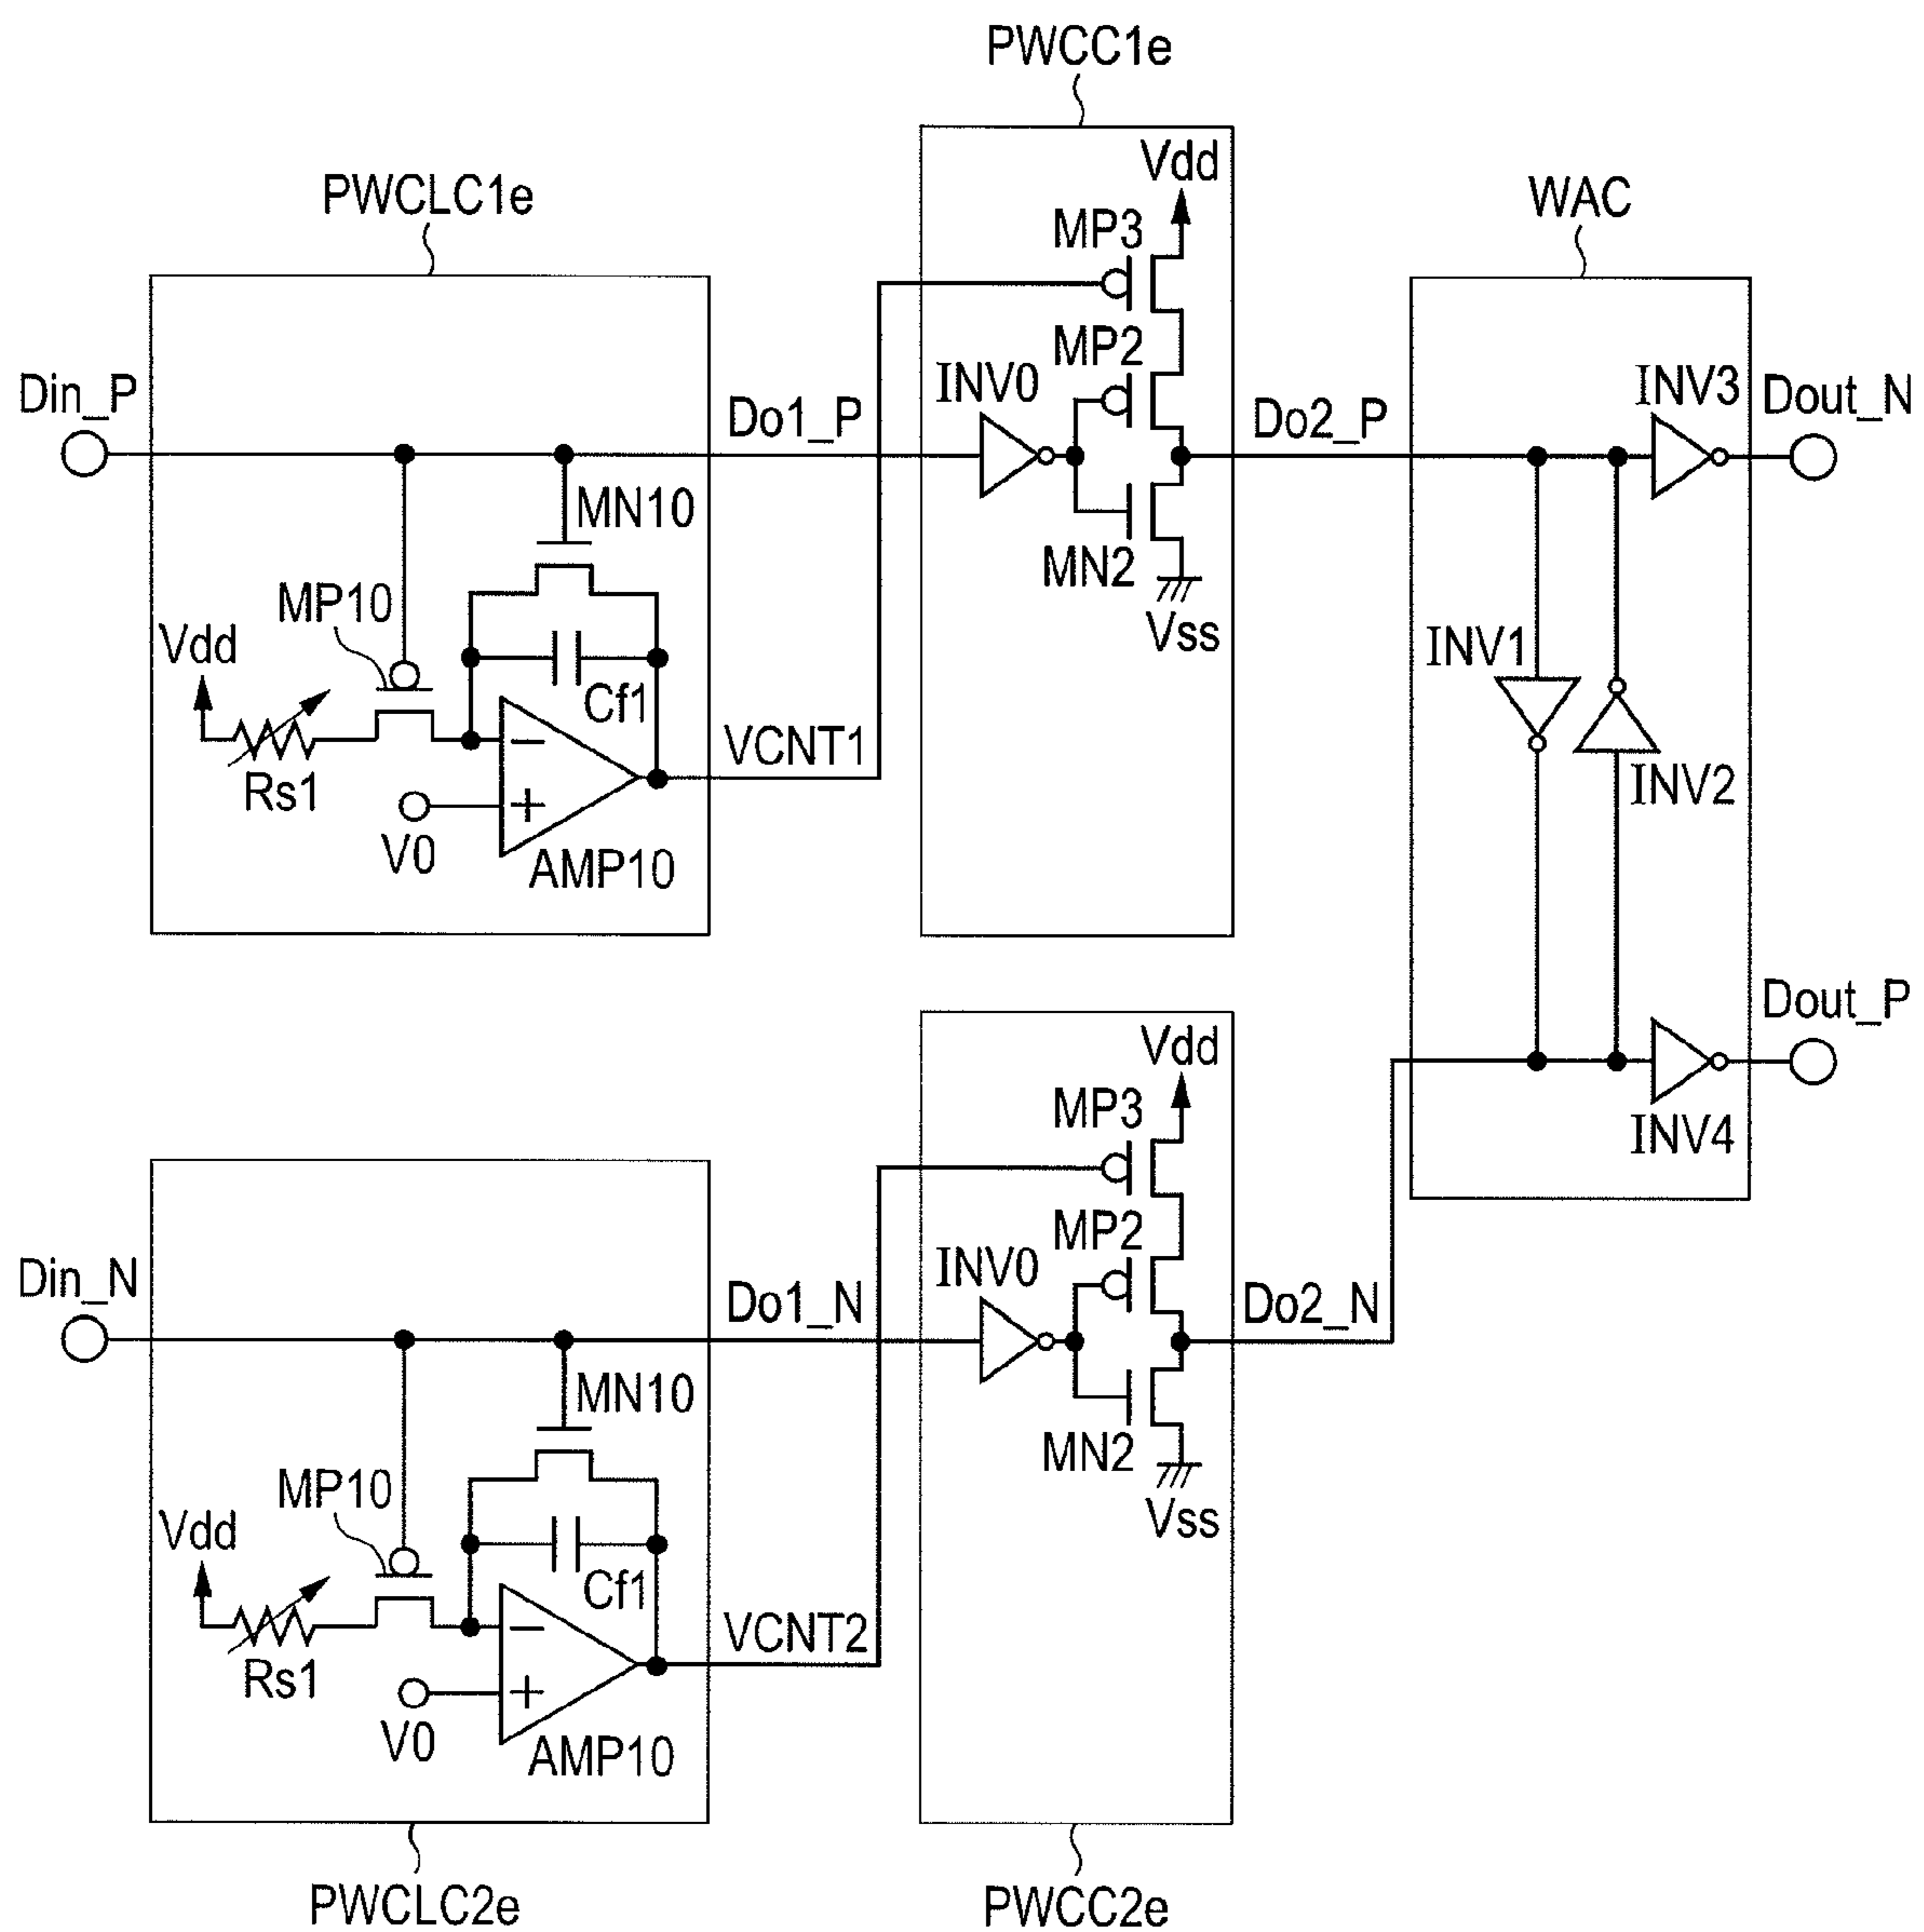 PWCC1e
PWCLC1e
WAC
Vdd
MP3
MP2
INV0
MN2
Vss
Din_P
Do1_P
Do2_P
INV3
Dout_N
MN10
MP10
Vdd
Cf1
Rs1
V0
AMP10
VCNT1
INV1
INV2
Dout_P
INV4
Vdd
MP3
MP2
INV0
MN2
Vss
Din_N
Do1_N
Do2_N
MN10
MP10
Vdd
Cf1
Rs1
V0
AMP10
VCNT2
PWCLC2e
PWCC2e